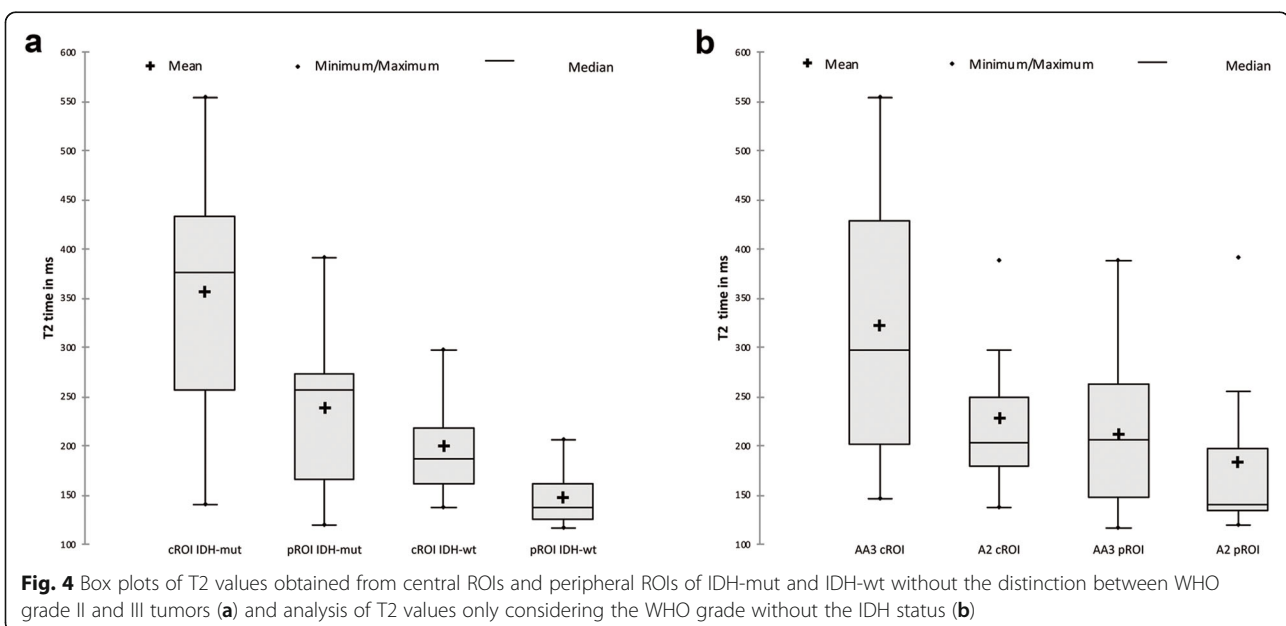 a
600
550
500
450
400
350
300
250
200
150
100
T2 time in ms
Mean
Minimum/Maximum
Median
cROI IDH-mut
pROI IDH-mut
cROI IDH-wt
pROI IDH-wt
b
600
550
500
450
400
350
300
250
200
150
100
T2 time in ms
Mean
Minimum/Maximum
Median
AA3 cROI
A2 cROI
AA3 pROI
A2 pROI
Fig. 4 Box plots of T2 values obtained from central ROIs and peripheral ROIs of IDH-mut and IDH-wt without the distinction between WHO
grade II and III tumors (a) and analysis of T2 values only considering the WHO grade without the IDH status (b)